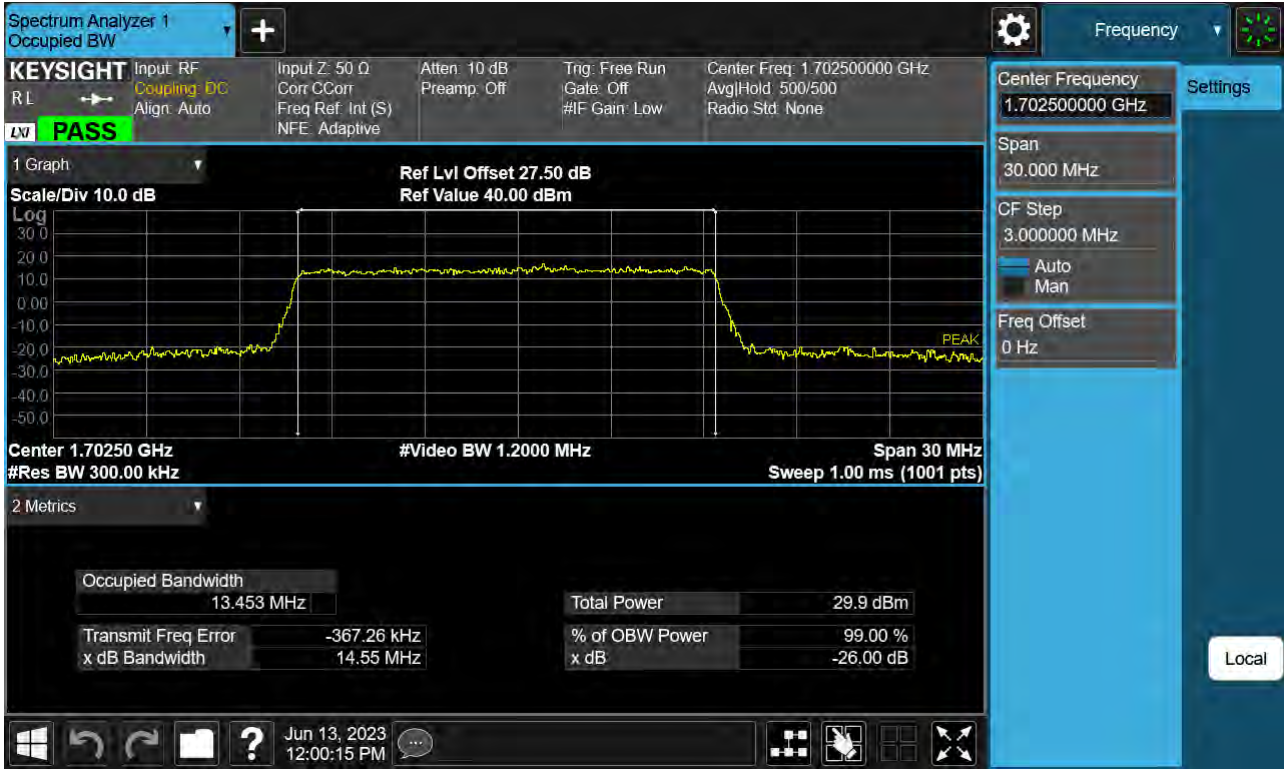 Spectrum Analyzer 1
Occupied BW
Frequency
KEYSIGHT
R L
LXI
PASS
Input: RF
Coupling: DC
Align: Auto
Input Z: 50 Ω
Corr CCorr
Freq Ref: Int (S)
NFE: Adaptive
Atten: 10 dB
Preamp: Off
Trig: Free Run
Gate: Off
#IF Gain: Low
Center Freq: 1.702500000 GHz
Avg|Hold: 500/500
Radio Std: None
1 Graph
Scale/Div 10.0 dB
Ref Lvl Offset 27.50 dB
Ref Value 40.00 dBm
Log
30.0
20.0
10.0
0.00
-10.0
-20.0
-30.0
-40.0
-50.0
PEAK
Center 1.70250 GHz
#Res BW 300.00 kHz
#Video BW 1.2000 MHz
Span 30 MHz
Sweep 1.00 ms (1001 pts)
2 Metrics
Occupied Bandwidth
13.453 MHz
Transmit Freq Error -367.26 kHz
x dB Bandwidth 14.55 MHz
Total Power 29.9 dBm
% of OBW Power 99.00 %
x dB -26.00 dB
Center Frequency
1.702500000 GHz
Span
30.000 MHz
CF Step
3.000000 MHz
Auto
Man
Freq Offset
0 Hz
Settings
Local
?
Jun 13, 2023
12:00:15 PM